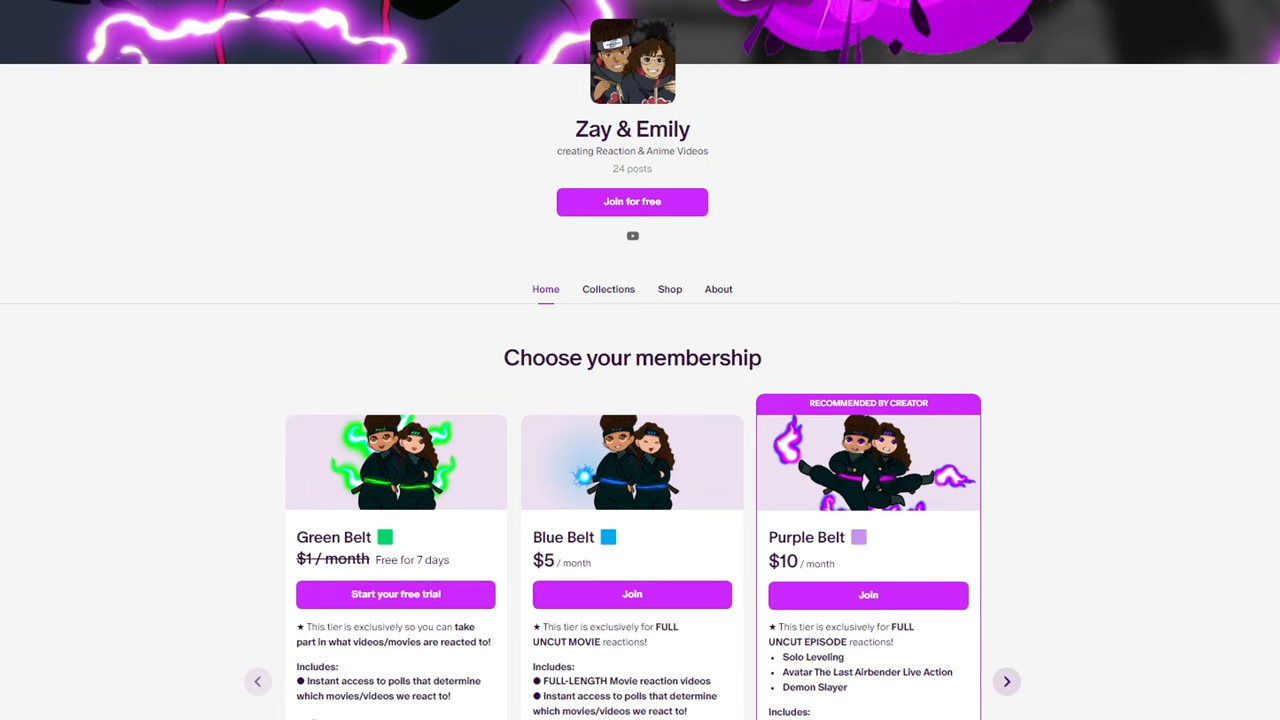 Zay & Emily
creating Reaction & Anime Videos
24 posts
Join for free
Home Collections Shop About
Choose your membership
Green Belt
$1 / month Free for 7 days
Start your free trial
★ This tier is exclusively so you can take
part in what videos/movies are reacted to!
Includes:
● Instant access to polls that determine
which movies/videos we react to!
Blue Belt
$5 / month
Join
★ This tier is exclusively for FULL
UNCUT MOVIE reactions!
Includes:
● FULL-LENGTH Movie reaction videos
● Instant access to polls that determine
which movies/videos we react to!
RECOMMENDED BY CREATOR
Purple Belt
$10 / month
Join
★ This tier is exclusively for FULL
UNCUT EPISODE reactions!
• Solo Leveling
• Avatar The Last Airbender Live Action
• Demon Slayer
Includes: